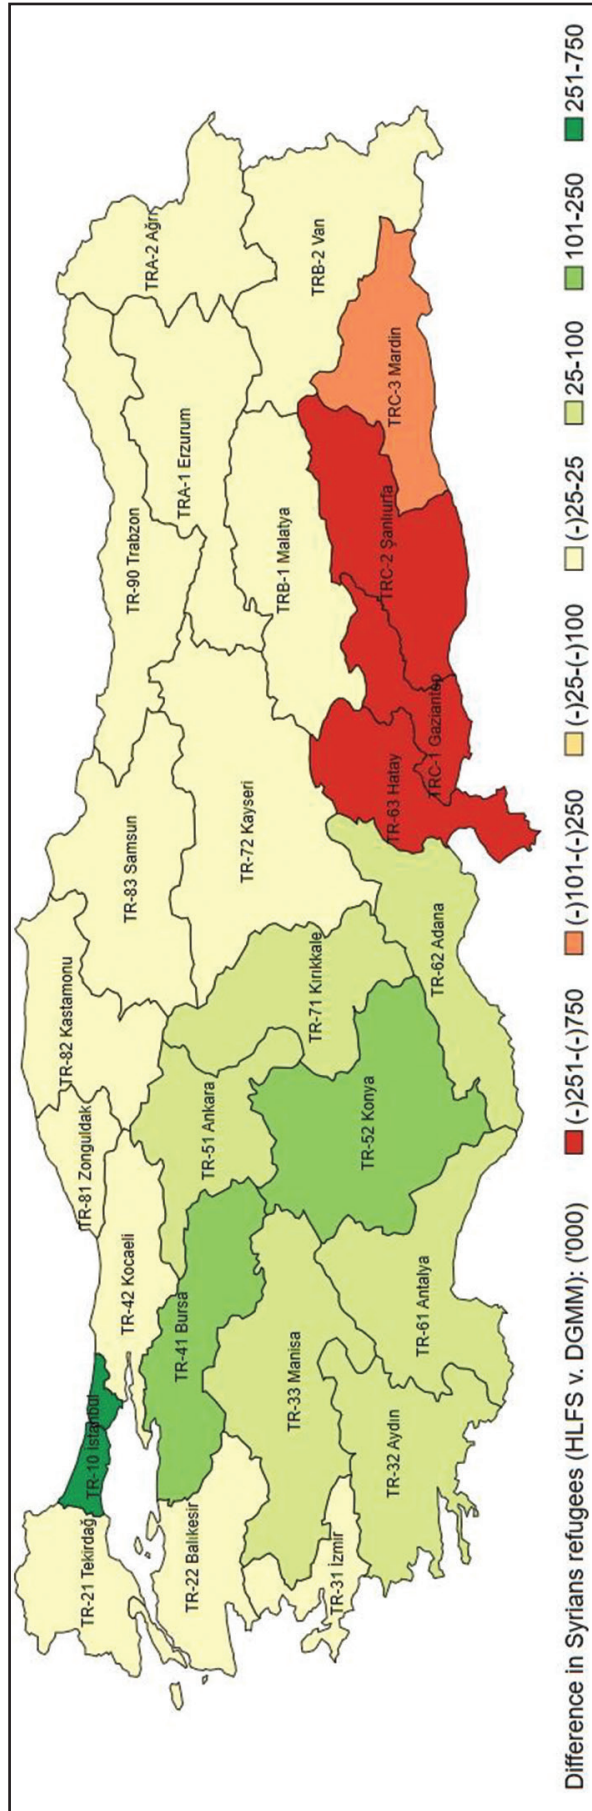 TR-21 Tekirdağ
TR-10 İstanbul
TR-42 Kocaeli
TR-81 Zonguldak
TR-82 Kastamonu
TR-83 Samsun
TR-90 Trabzon
TRA-1 Erzurum
TRA-2 Ağrı
TR-22 Balıkesir
TR-41 Bursa
TR-51 Ankara
TR-71 Kırıkkale
TR-72 Kayseri
TRB-1 Malatya
TRB-2 Van
TR-31 İzmir
TR-33 Manisa
TR-32 Aydın
TR-61 Antalya
TR-52 Konya
TR-62 Adana
TR-63 Hatay
TRC-1 Gaziantep
TRC-2 Şanlıurfa
TRC-3 Mardin
Difference in Syrians refugees (HLFS v. DGMM): ('000) (-)251-(-)750 (-)101-(-)250 (-)25-(-)100 (-)25-25 25-100 101-250 251-750